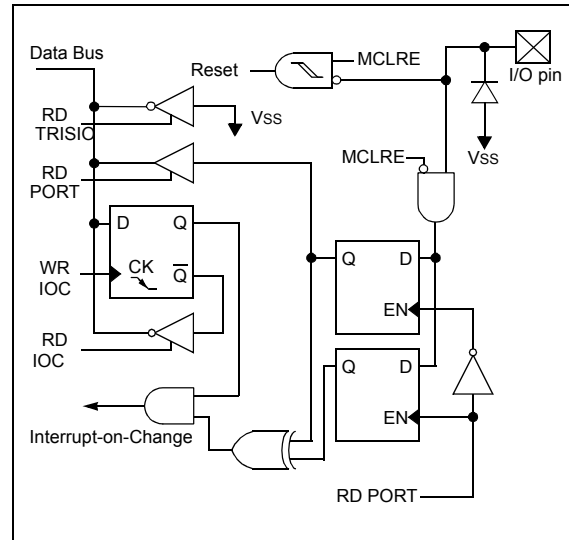 Data Bus
Reset
MCLRE
I/O pin
RD
TRISIO
VSS
VSS
RD
PORT
MCLRE
D
Q
WR
IOC
CK
Q
Q
D
EN
RD
IOC
Q
D
EN
Interrupt-on-Change
RD PORT